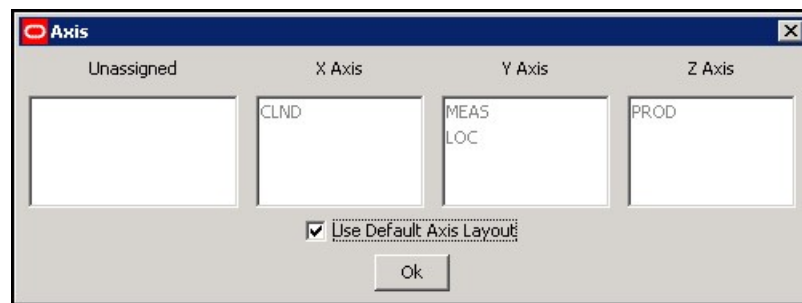 Axis
Unassigned X Axis Y Axis Z Axis
CLND MEAS PROD
LOC
Use Default Axis Layout
Ok